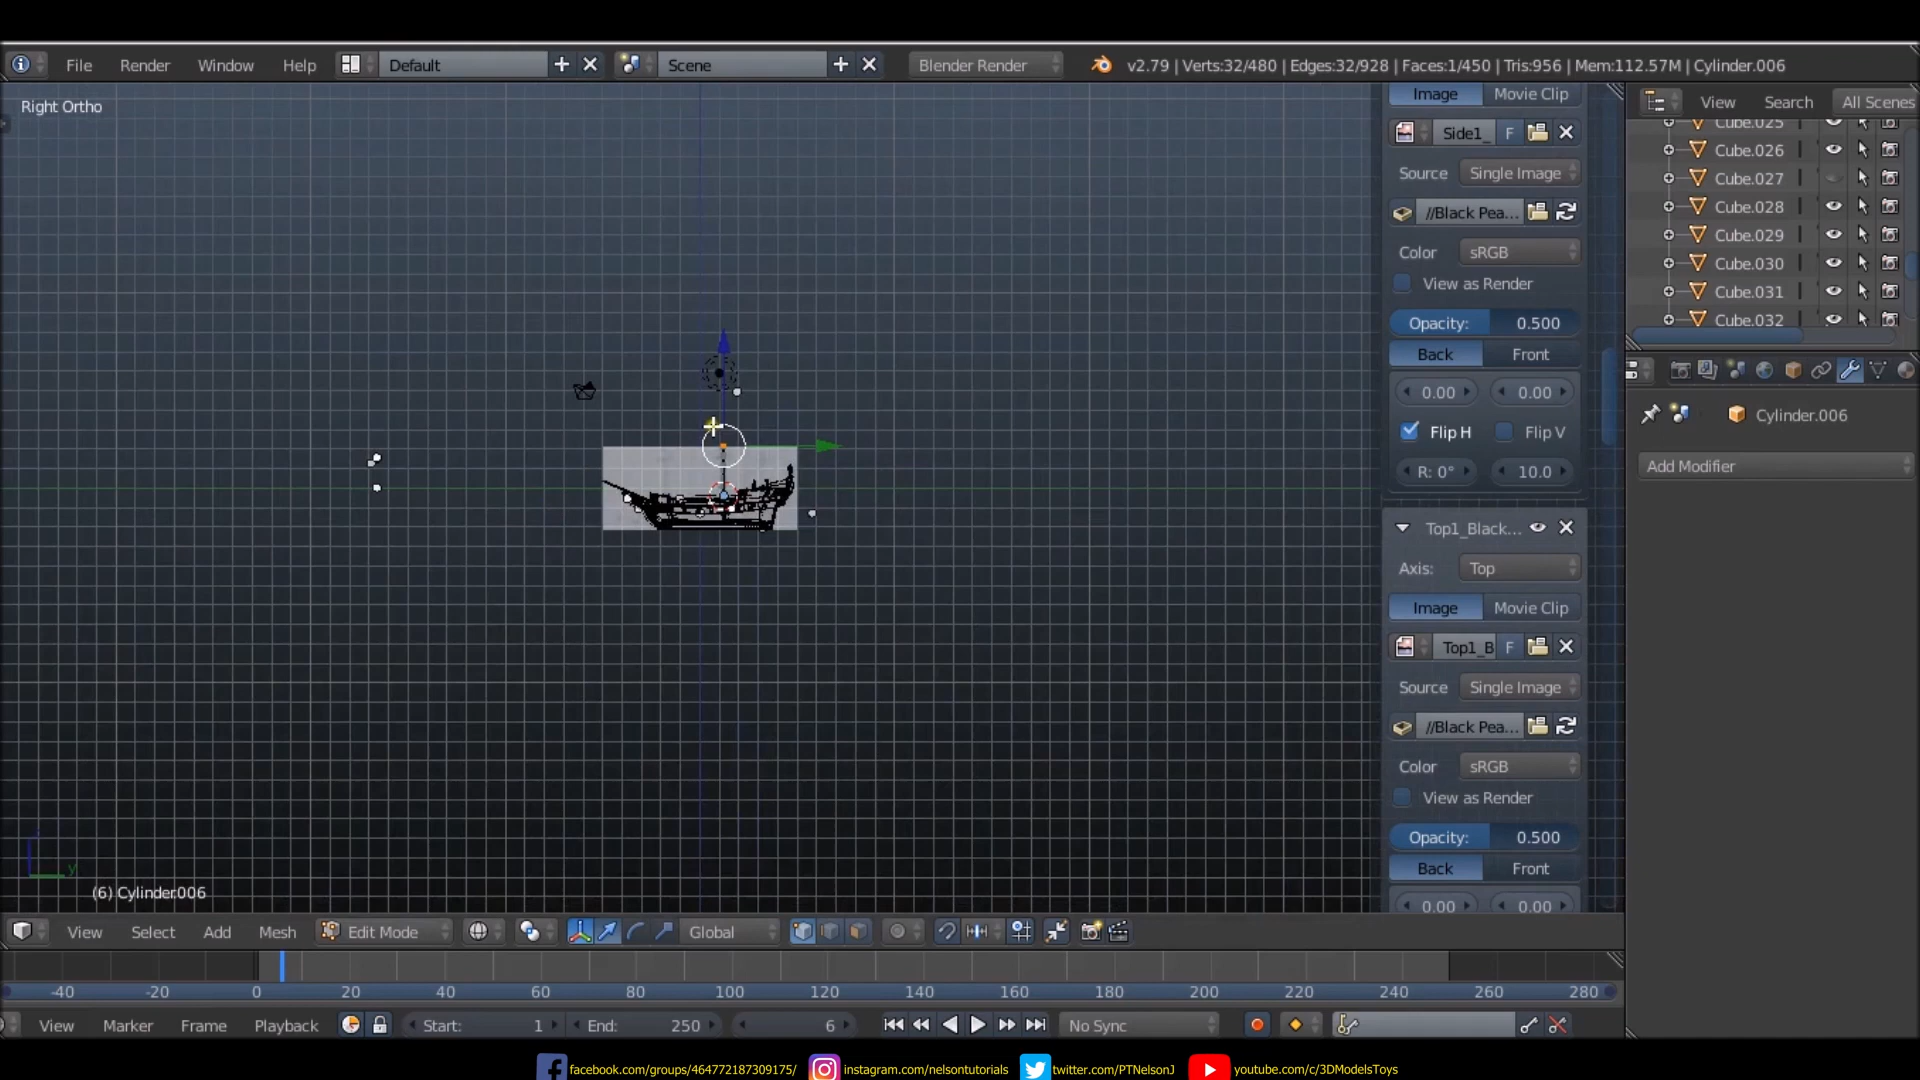 File Render Window Help Default Scene Blender Render v2.79 | Verts:32/480 | Edges:32/928 | Faces:1/450 | Tris:956 | Mem:112.57M | Cylinder.006
Right Ortho
Image Movie Clip
Side1_ F
Source Single Image
//Black Pea...
Color sRGB
View as Render
Opacity: 0.500
Back Front
0.00 0.00
Flip H Flip V
R: 0° 10.0
Top1_Black...
Axis: Top
Image Movie Clip
Top1_B F
Source Single Image
//Black Pea...
Color sRGB
View as Render
Opacity: 0.500
Back Front
0.00 0.00
View Search All Scenes
Cube.025
Cube.026
Cube.027
Cube.028
Cube.029
Cube.030
Cube.031
Cube.032
Cylinder.006
Add Modifier
y
(6) Cylinder.006
View Select Add Mesh Edit Mode Global
-40 -20 0 20 40 60 80 100 120 140 160 180 200 220 240 260 280
View Marker Frame Playback Start: 1 End: 250 6 No Sync
facebook.com/groups/464772187309175/ instagram.com/nelsontutorials twitter.com/PTNelsonJ youtube.com/c/3DModelsToys